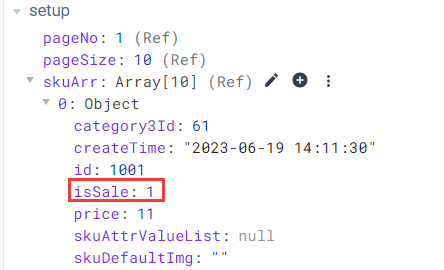 setup
pageNo: 1 (Ref)
pageSize: 10 (Ref)
skuArr: Array[10] (Ref)
0: Object
category3Id: 61
createTime: "2023-06-19 14:11:30"
id: 1001
isSale: 1
price: 11
skuAttrValueList: null
skuDefaultImg: ""